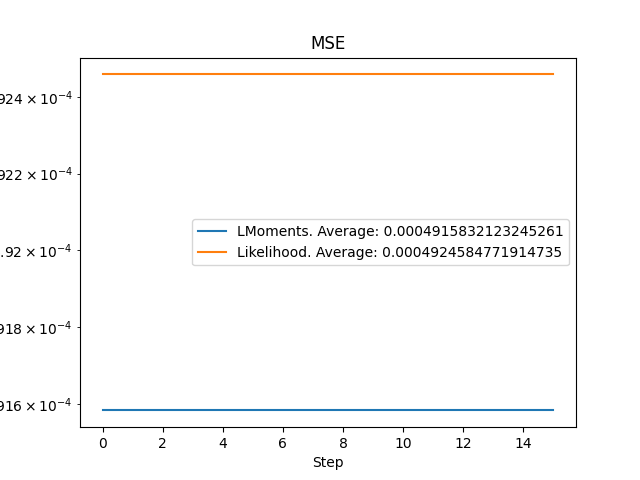 MSE
924 × 10⁻⁴
922 × 10⁻⁴
.92 × 10⁻⁴
918 × 10⁻⁴
916 × 10⁻⁴
LMoments. Average: 0.0004915832123245261
Likelihood. Average: 0.0004924584771914735
0 2 4 6 8 10 12 14
Step